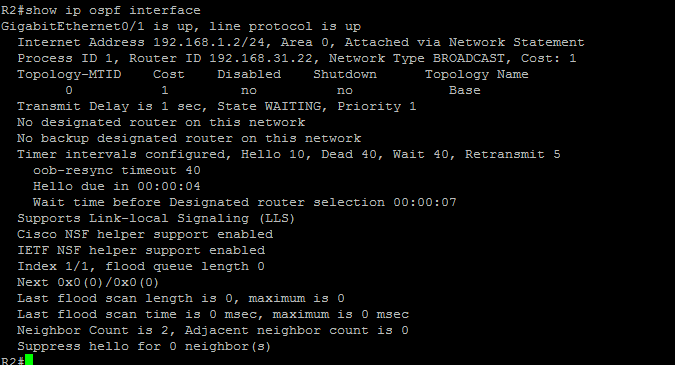 R2#show ip ospf interface
GigabitEthernet0/1 is up, line protocol is up
  Internet Address 192.168.1.2/24, Area 0, Attached via Network Statement
  Process ID 1, Router ID 192.168.31.22, Network Type BROADCAST, Cost: 1
  Topology-MTID    Cost    Disabled    Shutdown      Topology Name
        0           1         no          no            Base
  Transmit Delay is 1 sec, State WAITING, Priority 1
  No designated router on this network
  No backup designated router on this network
  Timer intervals configured, Hello 10, Dead 40, Wait 40, Retransmit 5
    oob-resync timeout 40
    Hello due in 00:00:04
    Wait time before Designated router selection 00:00:07
  Supports Link-local Signaling (LLS)
  Cisco NSF helper support enabled
  IETF NSF helper support enabled
  Index 1/1, flood queue length 0
  Next 0x0(0)/0x0(0)
  Last flood scan length is 0, maximum is 0
  Last flood scan time is 0 msec, maximum is 0 msec
  Neighbor Count is 2, Adjacent neighbor count is 0
  Suppress hello for 0 neighbor(s)
R2#